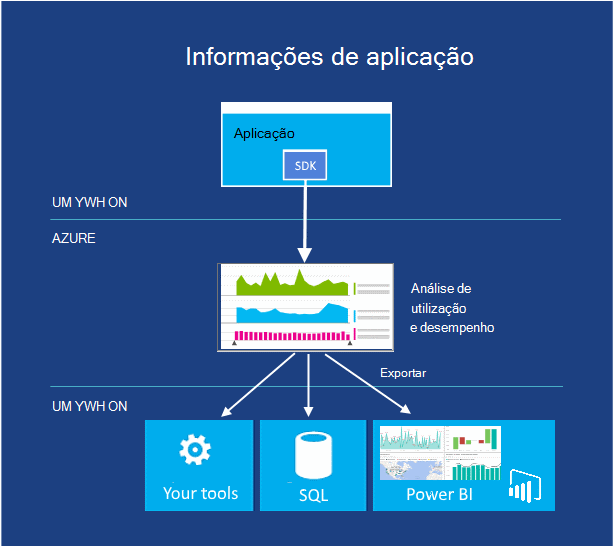 Informações de aplicação
Aplicação
SDK
UM YWH ON
AZURE
Análise de
utilização
e desempenho
Exportar
UM YWH ON
Your tools
SQL
Power BI